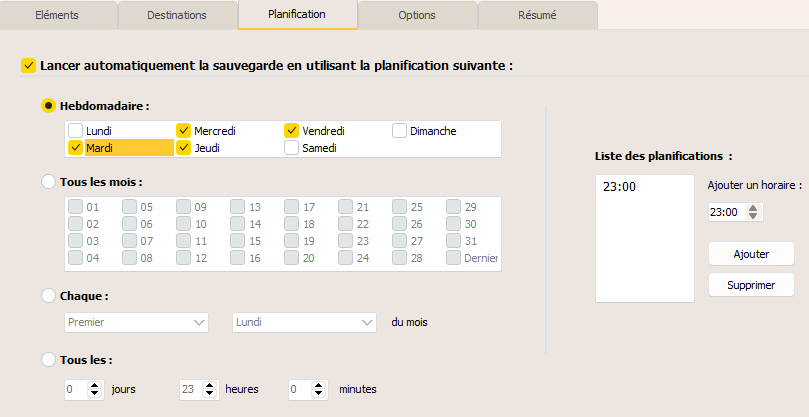 Eléments Destinations Planification Options Résumé
Lancer automatiquement la sauvegarde en utilisant la planification suivante :
Hebdomadaire :
Lundi Mercredi Vendredi Dimanche
Mardi Jeudi Samedi
Tous les mois :
01 05 09 13 17 21 25 29
02 06 10 14 18 22 26 30
03 07 11 15 19 23 27 31
04 08 12 16 20 24 28 Dernier
Chaque :
Premier Lundi du mois
Tous les :
0 jours 23 heures 0 minutes
Liste des planifications :
23:00
Ajouter un horaire :
23:00
Ajouter
Supprimer